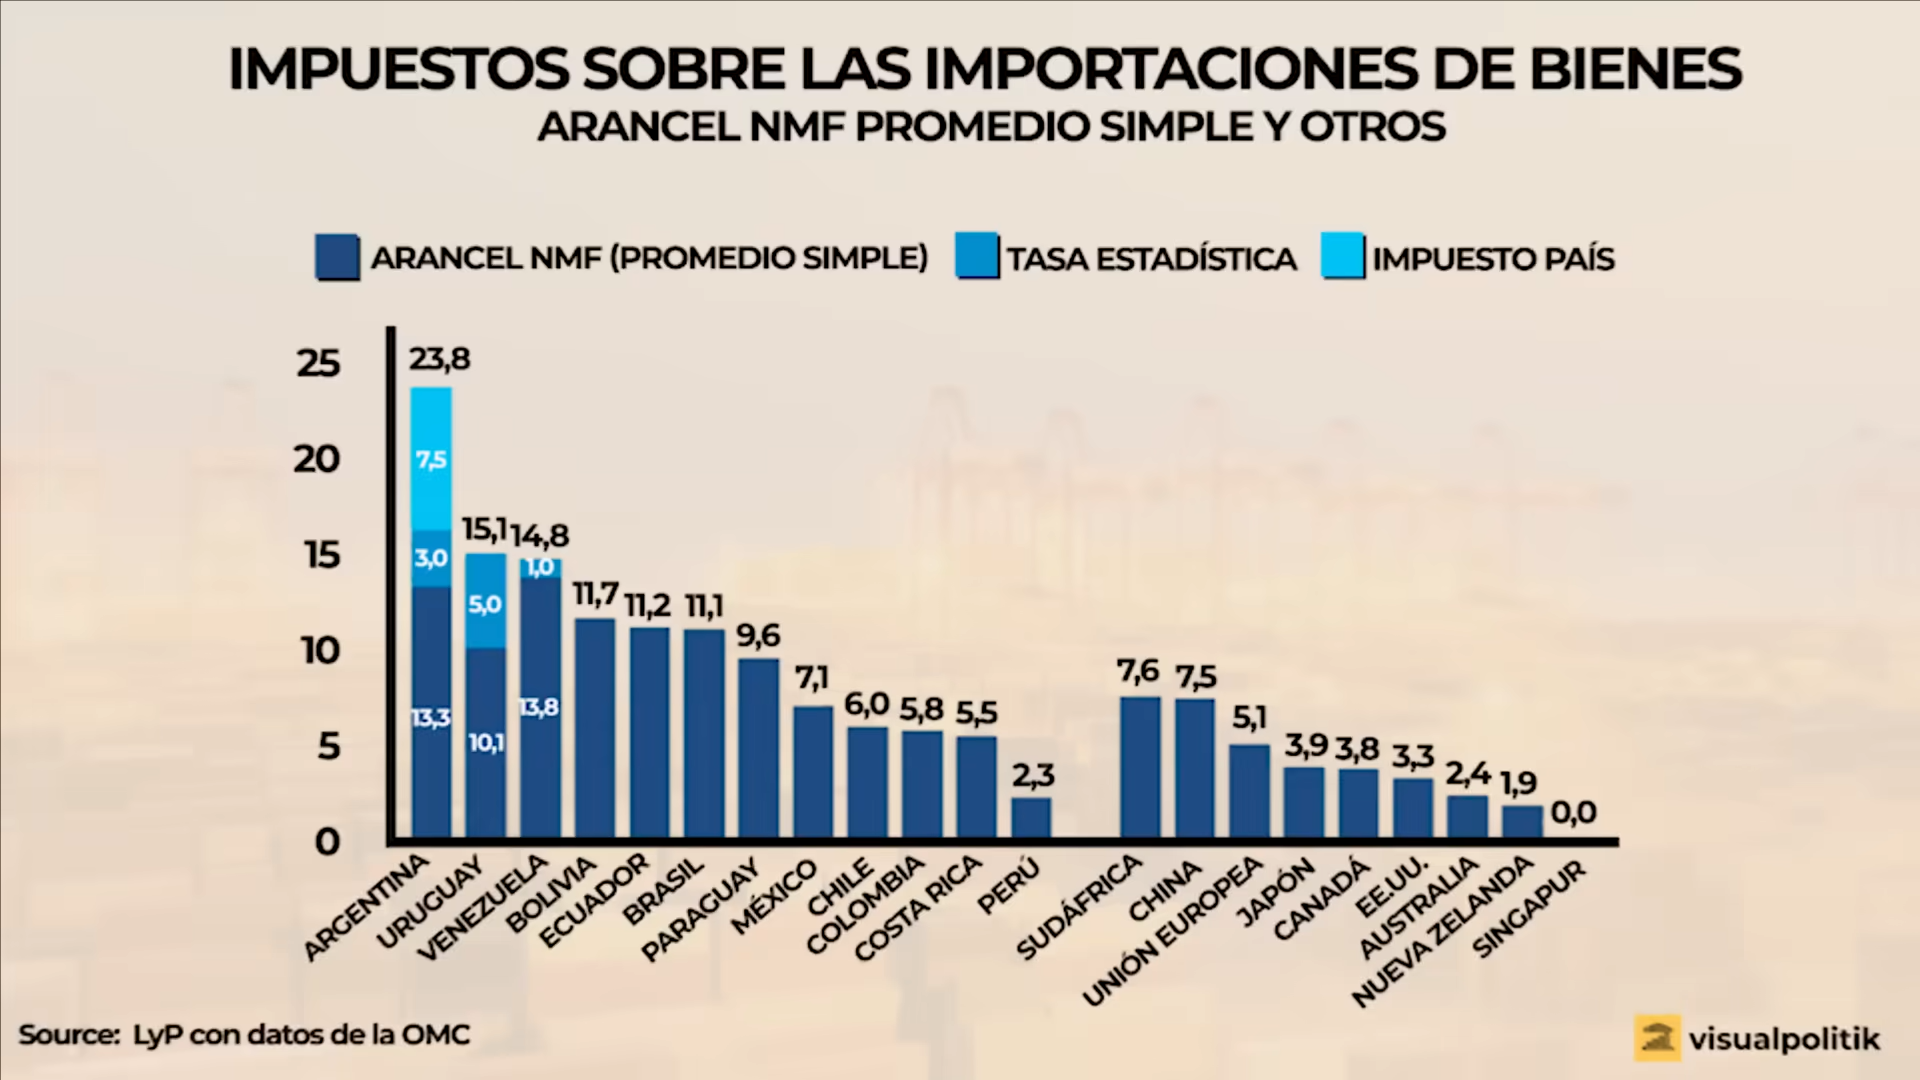 IMPUESTOS SOBRE LAS IMPORTACIONES DE BIENES
ARANCEL NMF PROMEDIO SIMPLE Y OTROS
ARANCEL NMF (PROMEDIO SIMPLE) TASA ESTADÍSTICA IMPUESTO PAÍS
25
20
15
10
5
0
23,8
7,5
3,0
13,3
15,1
5,0
10,1
14,8
1,0
13,8
11,7
11,2
11,1
9,6
7,1
6,0
5,8
5,5
2,3
7,6
7,5
5,1
3,9
3,8
3,3
2,4
1,9
0,0
ARGENTINA
URUGUAY
VENEZUELA
BOLIVIA
ECUADOR
BRASIL
PARAGUAY
MÉXICO
CHILE
COLOMBIA
COSTA RICA
PERÚ
SUDÁFRICA
CHINA
UNIÓN EUROPEA
JAPÓN
CANADÁ
EE.UU.
AUSTRALIA
NUEVA ZELANDA
SINGAPUR
Source: LyP con datos de la OMC
visualpolitik